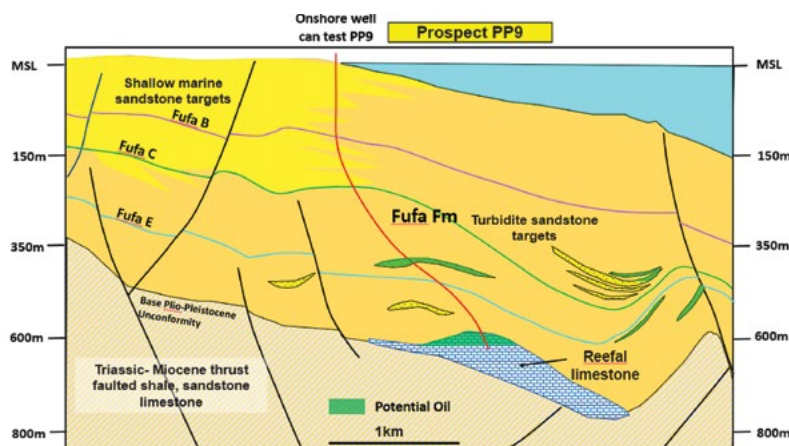 Onshore well
can test PP9
Prospect PP9
MSL
MSL
Shallow marine
sandstone targets
Fufa B
150m
150m
Fufa C
Fufa E
Fufa Fm
Turbidite sandstone
targets
350m
350m
Base Plio-Pleistocene
Unconformity
600m
600m
Reefal
limestone
Triassic- Miocene thrust
faulted shale, sandstone
limestone
Potential Oil
1km
800m
800m